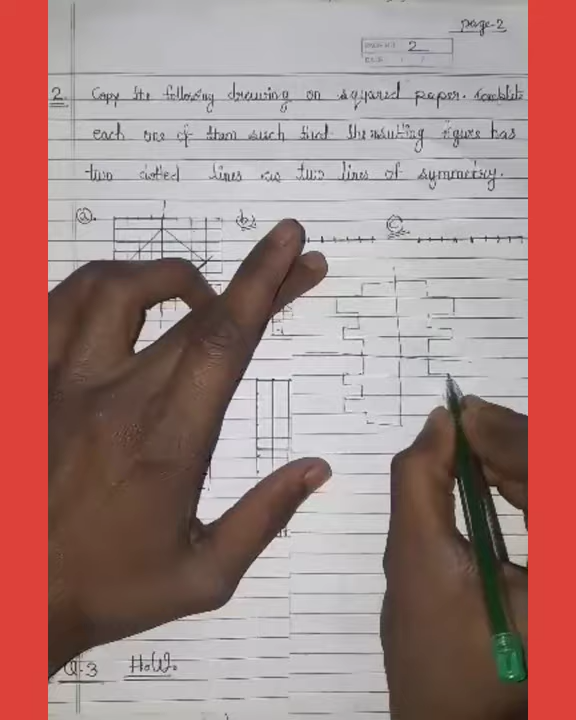 page-2
2
2. Copy the following drawing on squared paper. Complete
each one of them such that the resulting figure has
two dotted lines as two lines of symmetry.
(a). (b) (c)
Q.3 H.W.